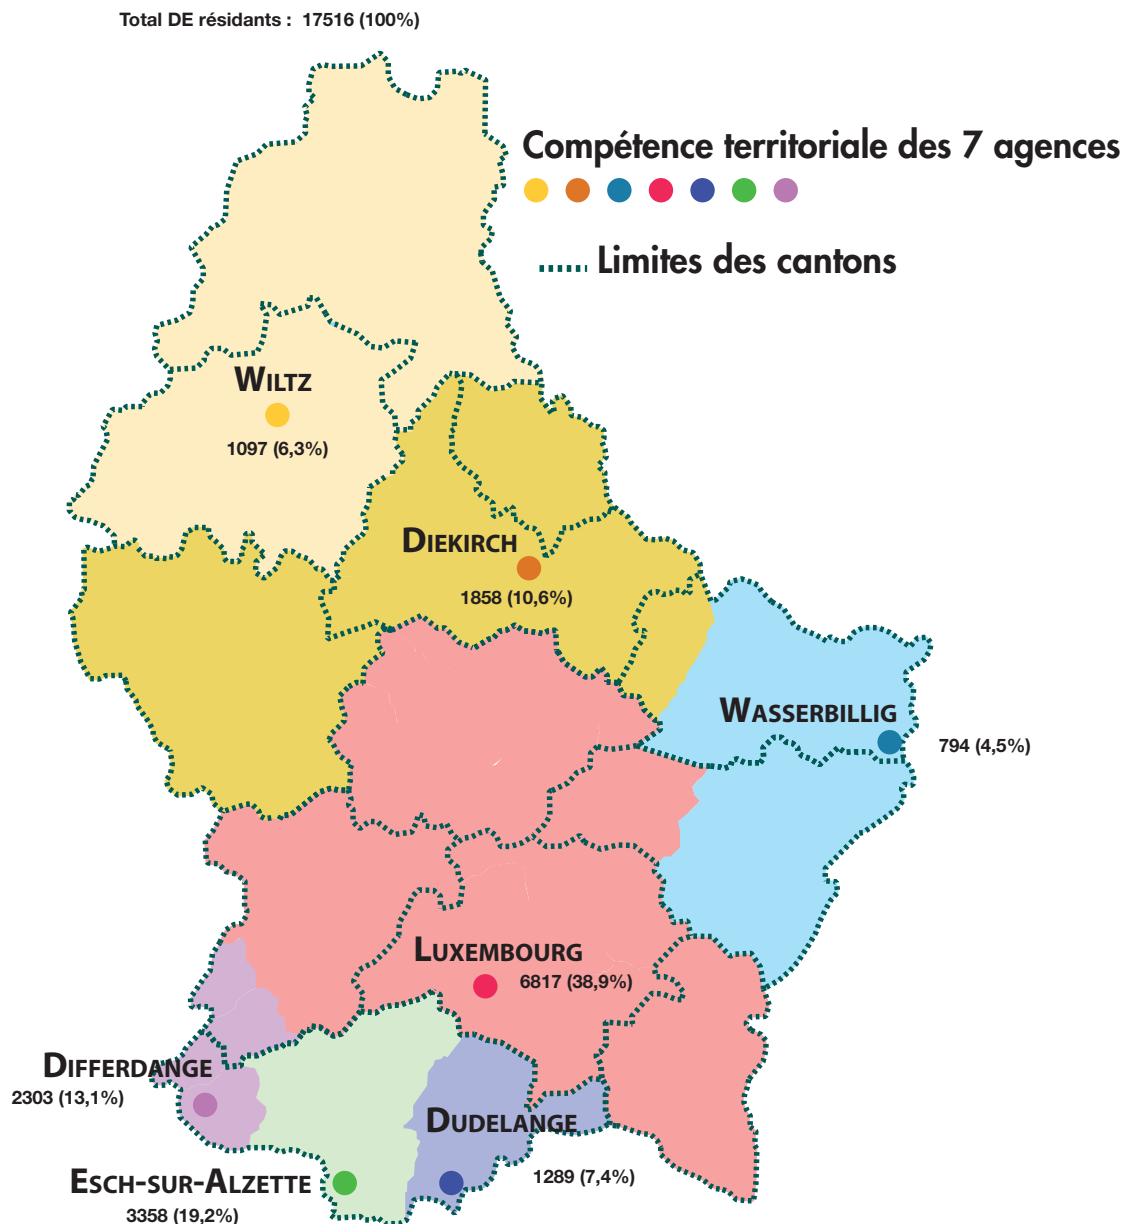 Total DE résidants : 17516 (100%)
Compétence territoriale des 7 agences
Limites des cantons
WILTZ
1097 (6,3%)
DIEKIRCH
1858 (10,6%)
WASSERBILLIG
794 (4,5%)
LUXEMBOURG
6817 (38,9%)
DIFFERDANGE
2303 (13,1%)
DUDELANGE
1289 (7,4%)
ESCH-SUR-ALZETTE
3358 (19,2%)